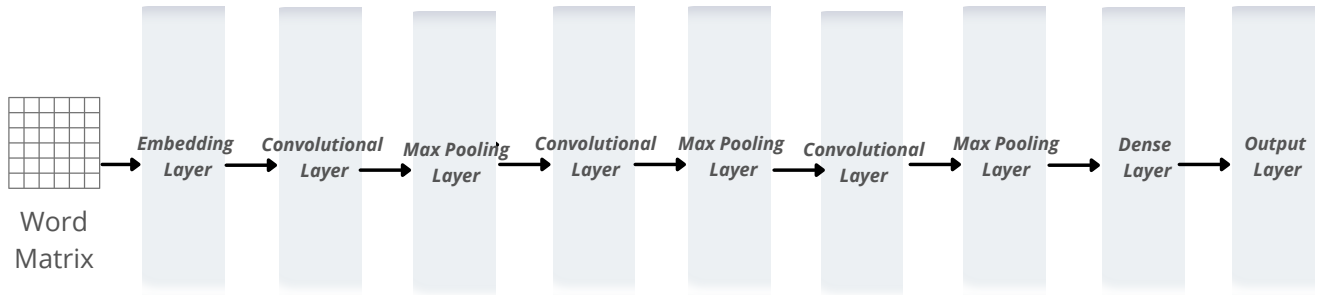 Word
Matrix
Embedding
Layer
Convolutional
Layer
Max Pooling
Layer
Convolutional
Layer
Max Pooling
Layer
Convolutional
Layer
Max Pooling
Layer
Dense
Layer
Output
Layer